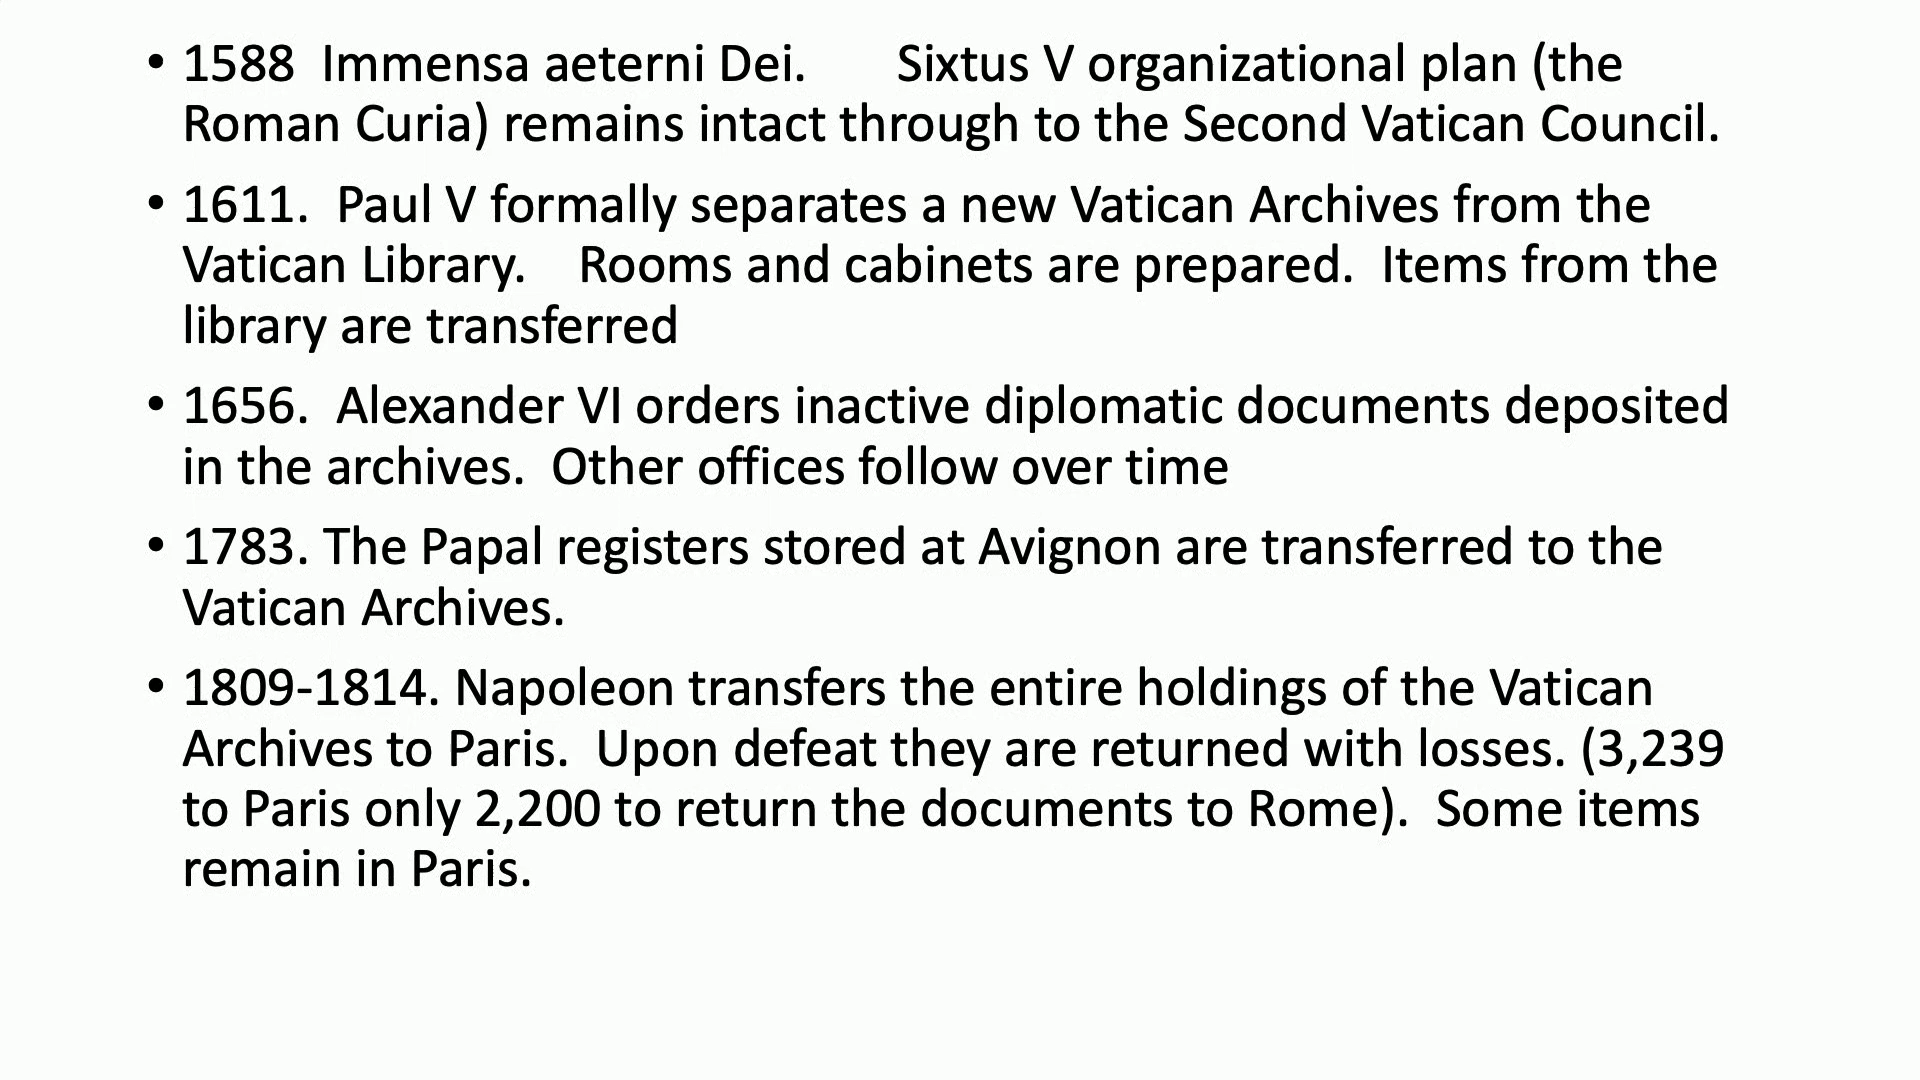 • 1588  Immensa aeterni Dei.      Sixtus V organizational plan (the
Roman Curia) remains intact through to the Second Vatican Council.
• 1611.  Paul V formally separates a new Vatican Archives from the
Vatican Library.    Rooms and cabinets are prepared.  Items from the
library are transferred
• 1656.  Alexander VI orders inactive diplomatic documents deposited
in the archives.  Other offices follow over time
• 1783. The Papal registers stored at Avignon are transferred to the
Vatican Archives.
• 1809-1814. Napoleon transfers the entire holdings of the Vatican
Archives to Paris.  Upon defeat they are returned with losses. (3,239
to Paris only 2,200 to return the documents to Rome).  Some items
remain in Paris.